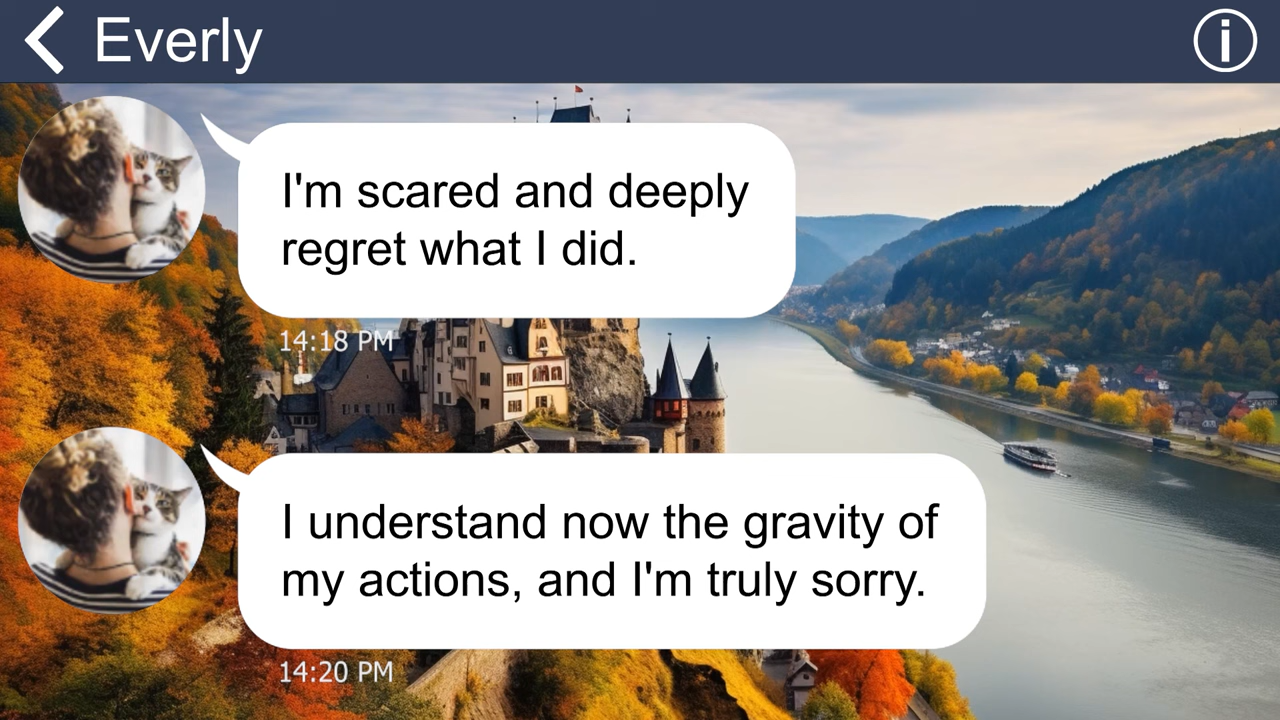 Everly
I'm scared and deeply
regret what I did.
14:18 PM
I understand now the gravity of
my actions, and I'm truly sorry.
14:20 PM